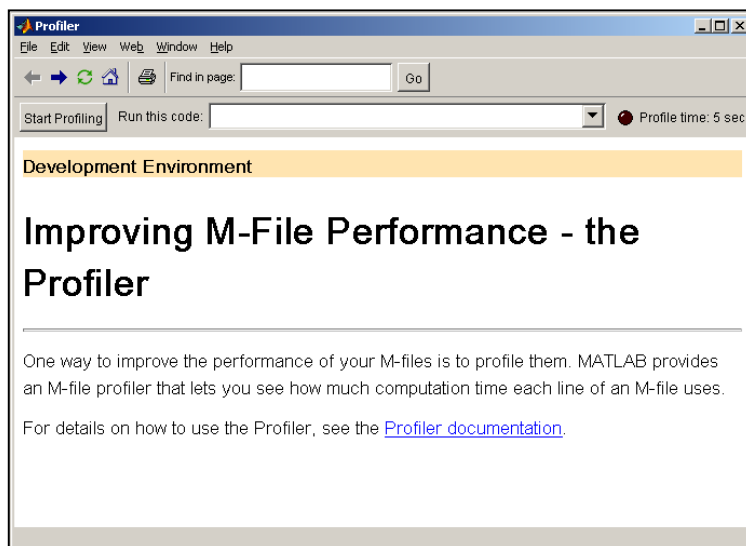 Profiler
File Edit View Web Window Help
Find in page: Go
Start Profiling Run this code: Profile time: 5 sec
Development Environment
Improving M-File Performance - the
Profiler
One way to improve the performance of your M-files is to profile them. MATLAB provides
an M-file profiler that lets you see how much computation time each line of an M-file uses.
For details on how to use the Profiler, see the Profiler documentation.